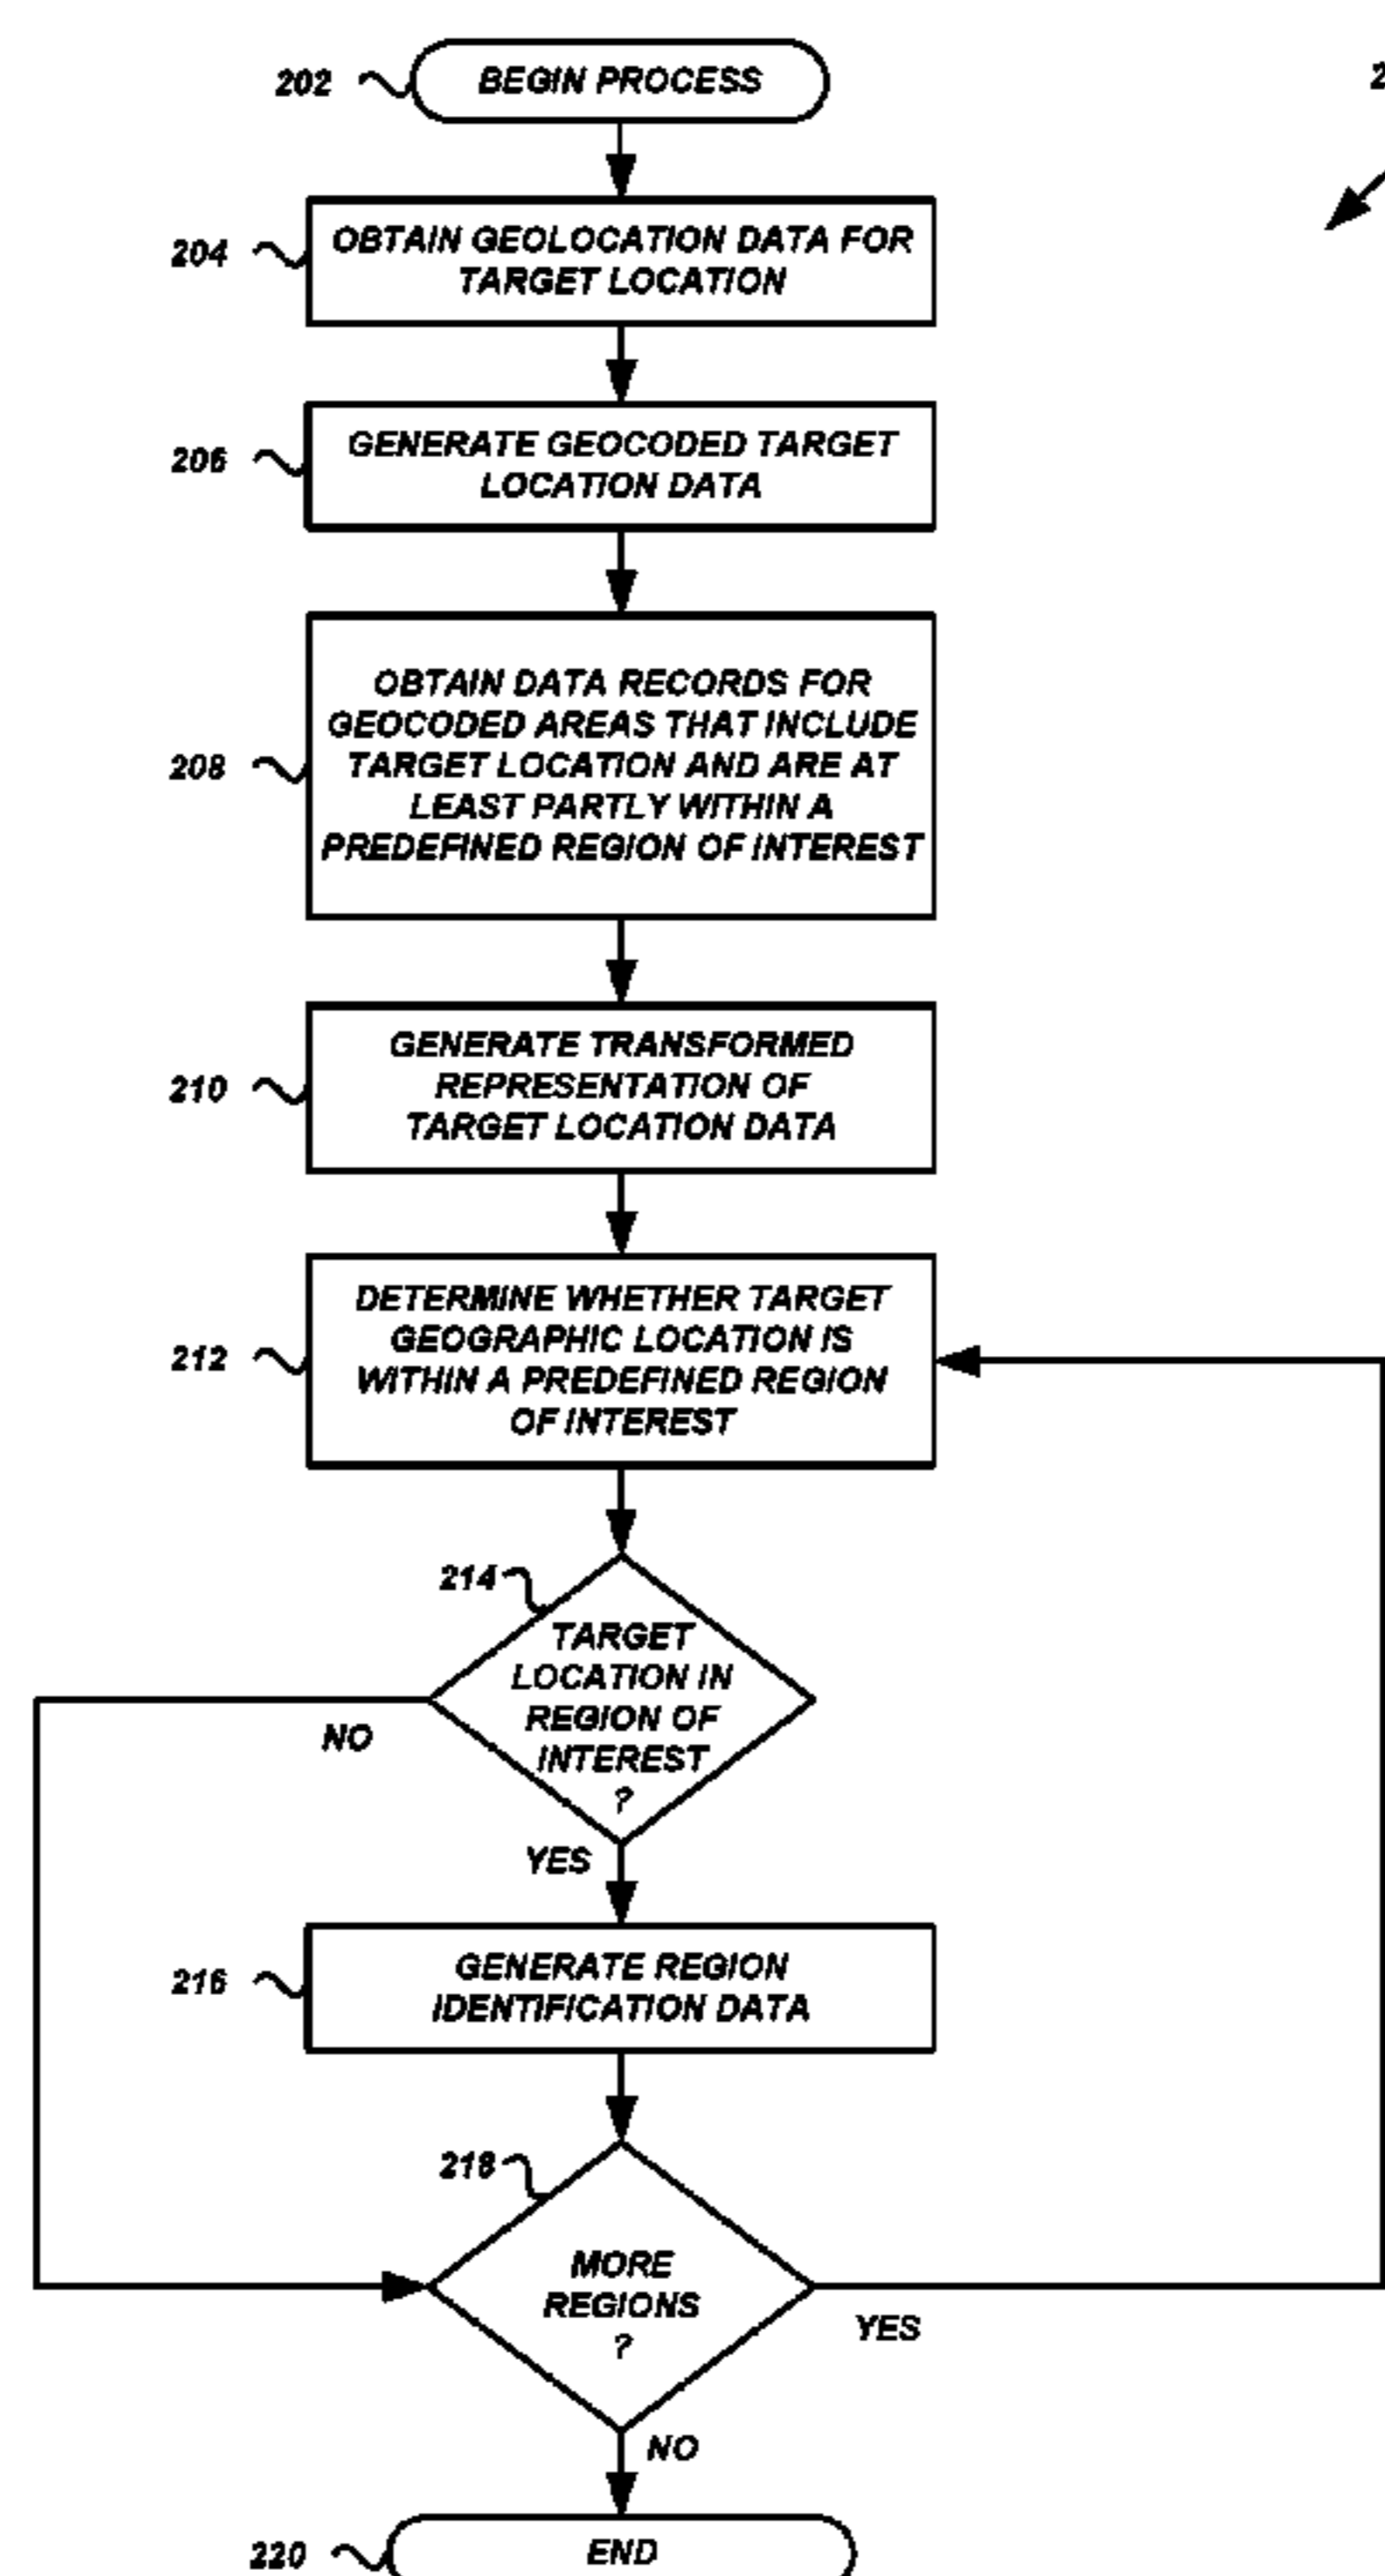 202
BEGIN PROCESS
2
204
OBTAIN GEOLOCATION DATA FOR
TARGET LOCATION
206
GENERATE GEOCODED TARGET
LOCATION DATA
208
OBTAIN DATA RECORDS FOR
GEOCODED AREAS THAT INCLUDE
TARGET LOCATION AND ARE AT
LEAST PARTLY WITHIN A
PREDEFINED REGION OF INTEREST
210
GENERATE TRANSFORMED
REPRESENTATION OF
TARGET LOCATION DATA
212
DETERMINE WHETHER TARGET
GEOGRAPHIC LOCATION IS
WITHIN A PREDEFINED REGION
OF INTEREST
214
TARGET
LOCATION IN
REGION OF
INTEREST
?
NO
YES
216
GENERATE REGION
IDENTIFICATION DATA
218
MORE
REGIONS
?
YES
NO
220
END